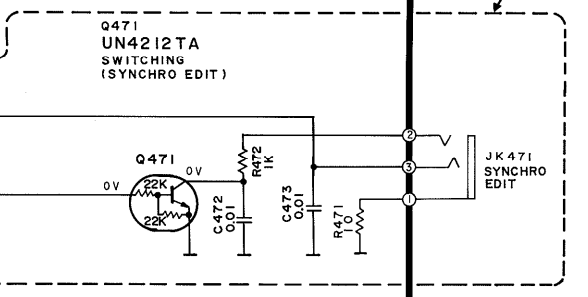 Q471
UN4212TA
SWITCHING
(SYNCHRO EDIT)
Q471
0V
22K
22K
0V
R472
1K
C472
0.01
C473
0.01
R471
10
2
3
1
JK471
SYNCHRO
EDIT